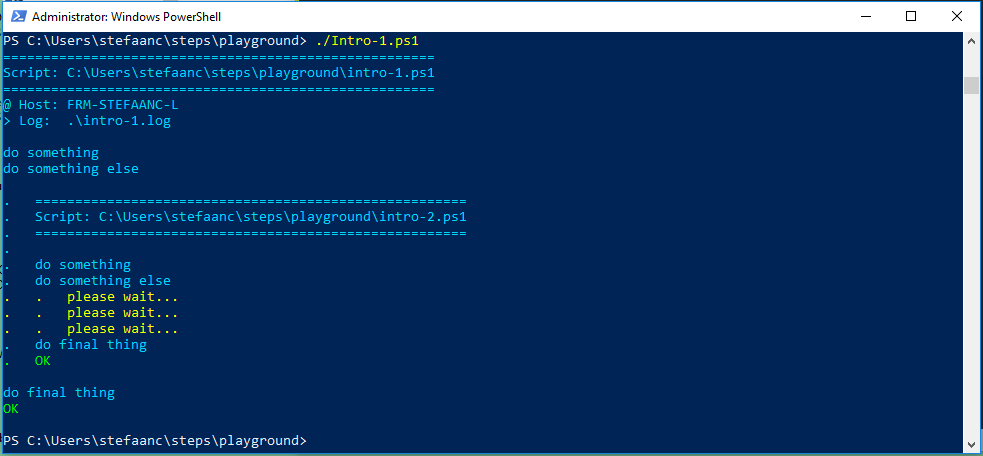 Administrator: Windows PowerShell
PS C:\Users\stefaanc\steps\playground> ./Intro-1.ps1
======================================================
Script: C:\Users\stefaanc\steps\playground\intro-1.ps1
======================================================
@ Host: FRM-STEFAANC-L
> Log:  .\intro-1.log
do something
do something else
.   ======================================================
.   Script: C:\Users\stefaanc\steps\playground\intro-2.ps1
.   ======================================================
.
.   do something
.   do something else
.   .   please wait...
.   .   please wait...
.   .   please wait...
.   do final thing
.   OK
do final thing
OK
PS C:\Users\stefaanc\steps\playground>